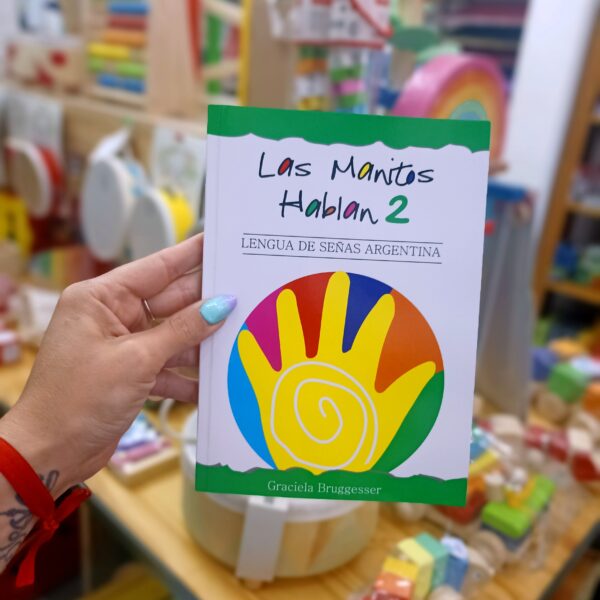 Las Manitos
Hablan 2
LENGUA DE SEÑAS ARGENTINA
Graciela Bruggesser